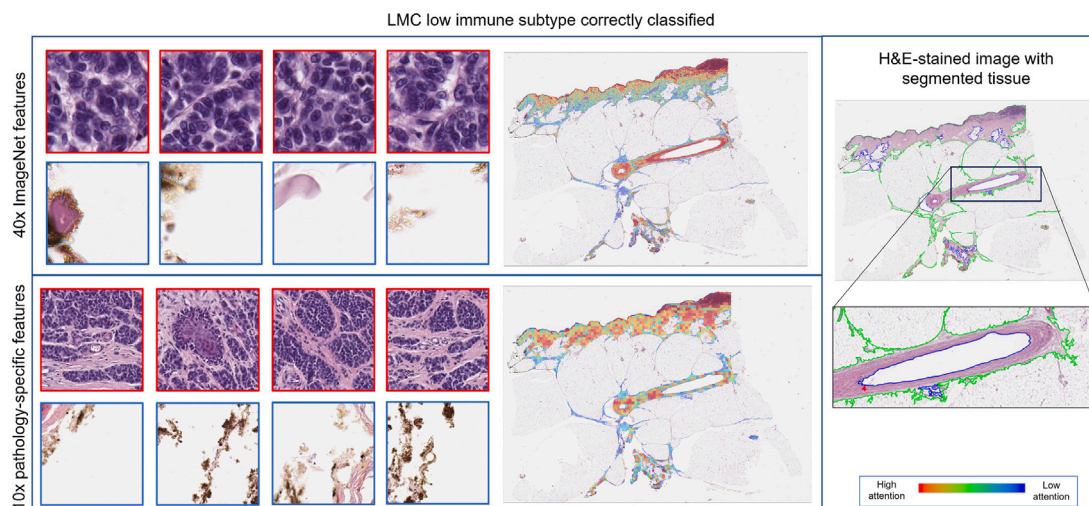 LMC low immune subtype correctly classified
40x ImageNet features
10x pathology-specific features
H&E-stained image with
segmented tissue
High
attention
Low
attention